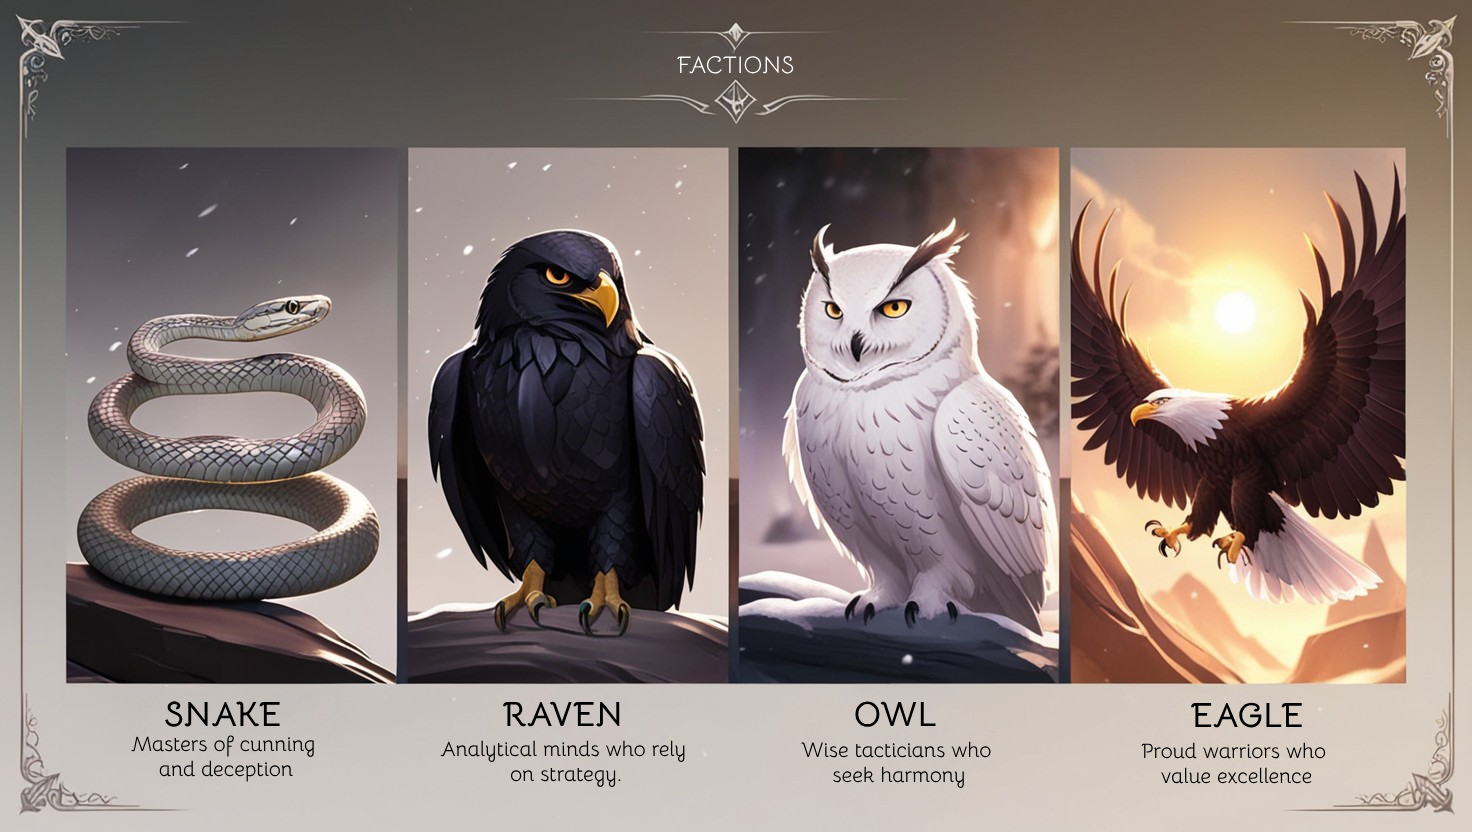 FACTIONS
SNAKE
Masters of cunning
and deception
RAVEN
Analytical minds who rely
on strategy.
OWL
Wise tacticians who
seek harmony
EAGLE
Proud warriors who
value excellence